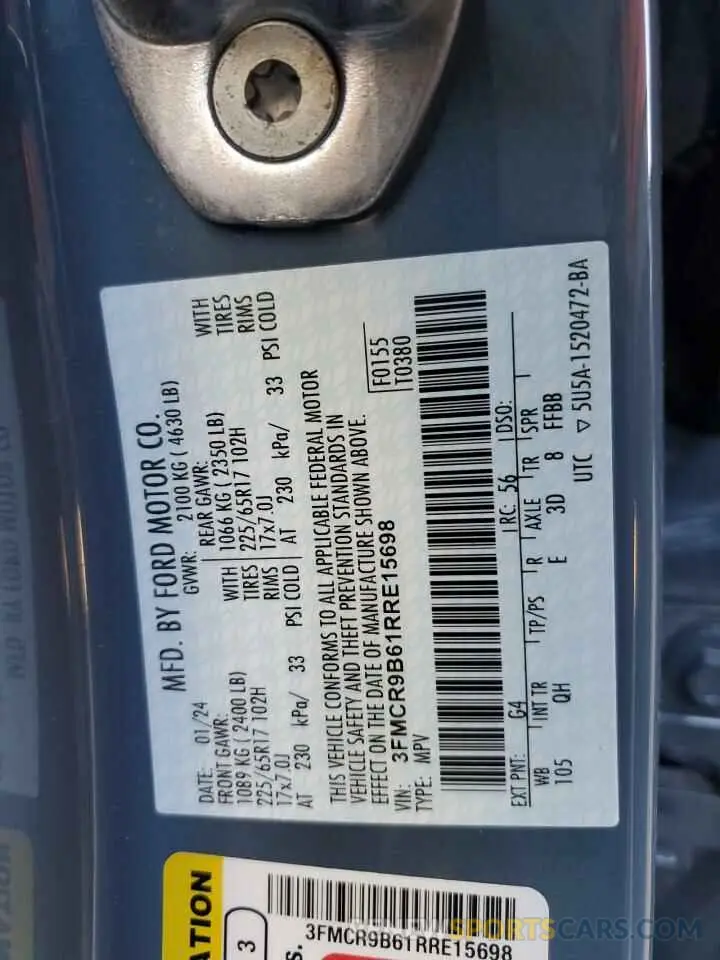 MFD. BY FORD MOTOR CO.
DATE: 01/24 GVWR: 2100 KG ( 4630 LB)
FRONT GAWR: REAR GAWR:
1089 KG ( 2400 LB) WITH 1066 KG ( 2350 LB) WITH
225/65R17 102H TIRES 225/65R17 102H TIRES
17x7.0J RIMS 17x7.0J RIMS
AT 230 kPa/ 33 PSI COLD AT 230 kPa/ 33 PSI COLD
THIS VEHICLE CONFORMS TO ALL APPLICABLE FEDERAL MOTOR
VEHICLE SAFETY AND THEFT PREVENTION STANDARDS IN
EFFECT ON THE DATE OF MANUFACTURE SHOWN ABOVE.
VIN: 3FMCR9B61RRE15698 F0155
TYPE: MPV T0380
EXT PNT: G4 RC: 56 DSO:
WB INT TR TP/PS R AXLE TR SPR
105 QH E 3D 8 FFBB
UTC ▽ 5U5A-1520472-BA
ATION
3
3FMCR9B61RRE15698
S.
SPORTSCARS.COM